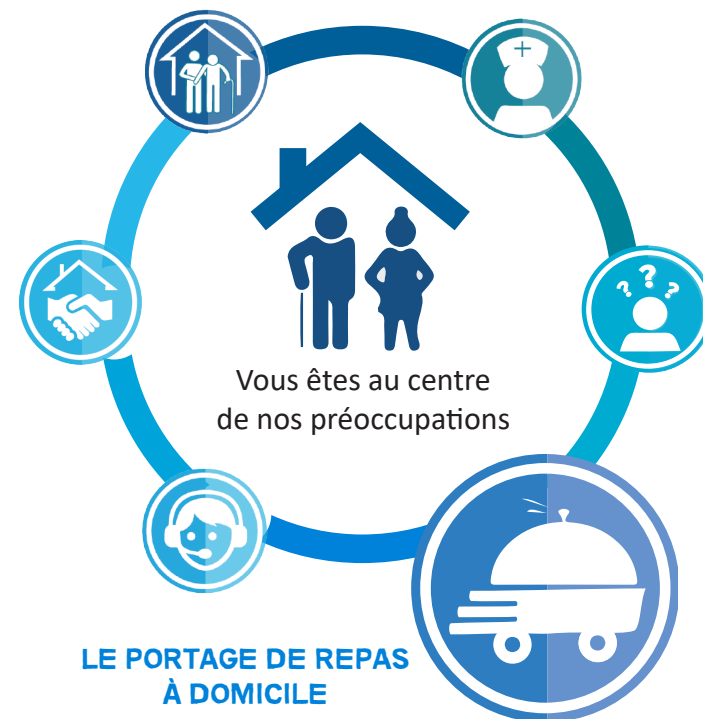 Vous êtes au centre
de nos préoccupations
LE PORTAGE DE REPAS
À DOMICILE